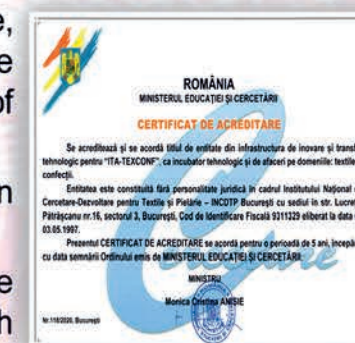 e,
e
of
n
e
h
ROMÂNIA
MINISTERUL EDUCAȚIEI ȘI CERCETĂRII
CERTIFICAT DE ACREDITARE
Se acreditează și se acordă titlul de entitate din infrastructura de inovare și transf
tehnologic pentru "ITA-TEXCONF", ca incubator tehnologic și de afaceri pe domeniile: textile
confecții.
Entitatea este constituită fără personalitate juridică în cadrul Institutului Național
Cercetare-Dezvoltare pentru Textile și Pielărie – INCDTP București cu sediul in str. Lucre
Pătrășcanu nr.16, sectorul 3, București, Cod de Identificare Fiscală 9311329 eliberat la data
03.05.1997.
Prezentul CERTIFICAT DE ACREDITARE se acordă pentru o perioadă de 5 ani, începâ
cu data semnării Ordinului emis de MINISTERUL EDUCAȚIEI ȘI CERCETĂRII.
Cercetare
MINISTRU
Monica Cristina ANISIE
Nr.118/2020, București